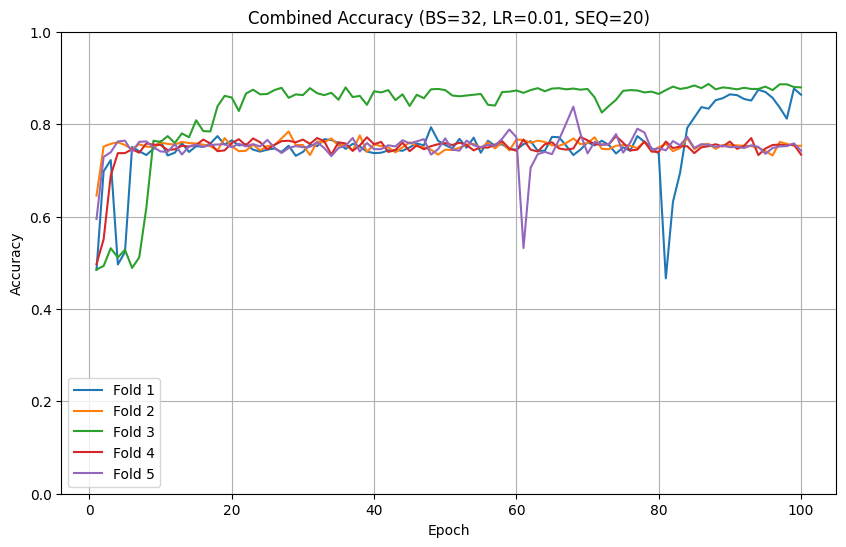 Combined Accuracy (BS=32, LR=0.01, SEQ=20)
1.0
0.8
0.6
0.4
0.2
0.0
Accuracy
Fold 1
Fold 2
Fold 3
Fold 4
Fold 5
0 20 40 60 80 100
Epoch